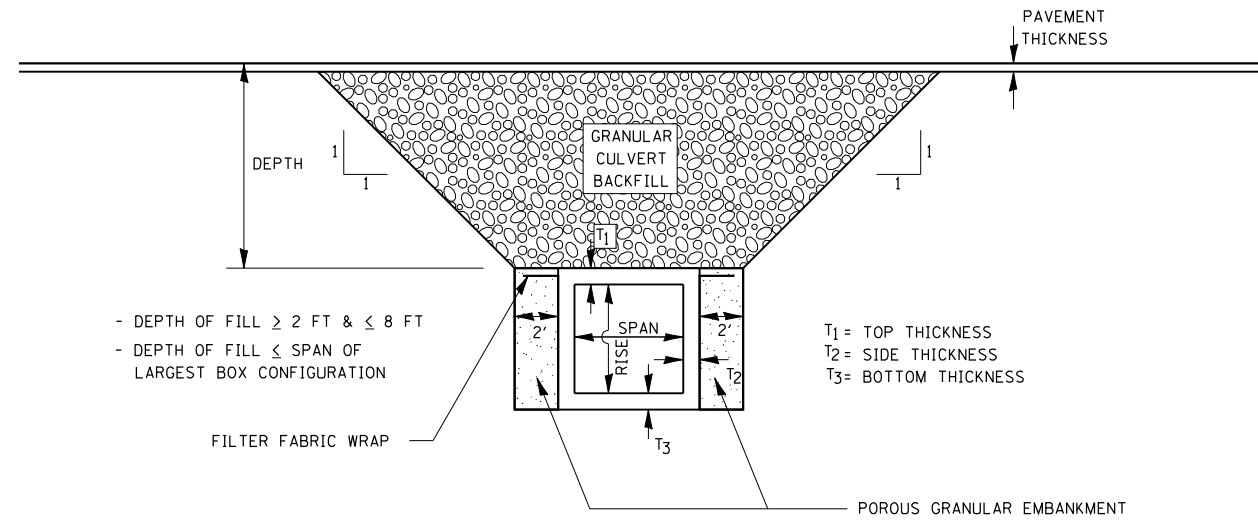 PAVEMENT
THICKNESS
DEPTH
1
1
GRANULAR
CULVERT
BACKFILL
1
1
T1
- DEPTH OF FILL ≥ 2 FT & ≤ 8 FT
- DEPTH OF FILL ≤ SPAN OF
LARGEST BOX CONFIGURATION
2'
SPAN
RISE
2'
T2
T1 = TOP THICKNESS
T2 = SIDE THICKNESS
T3 = BOTTOM THICKNESS
FILTER FABRIC WRAP
T3
POROUS GRANULAR EMBANKMENT